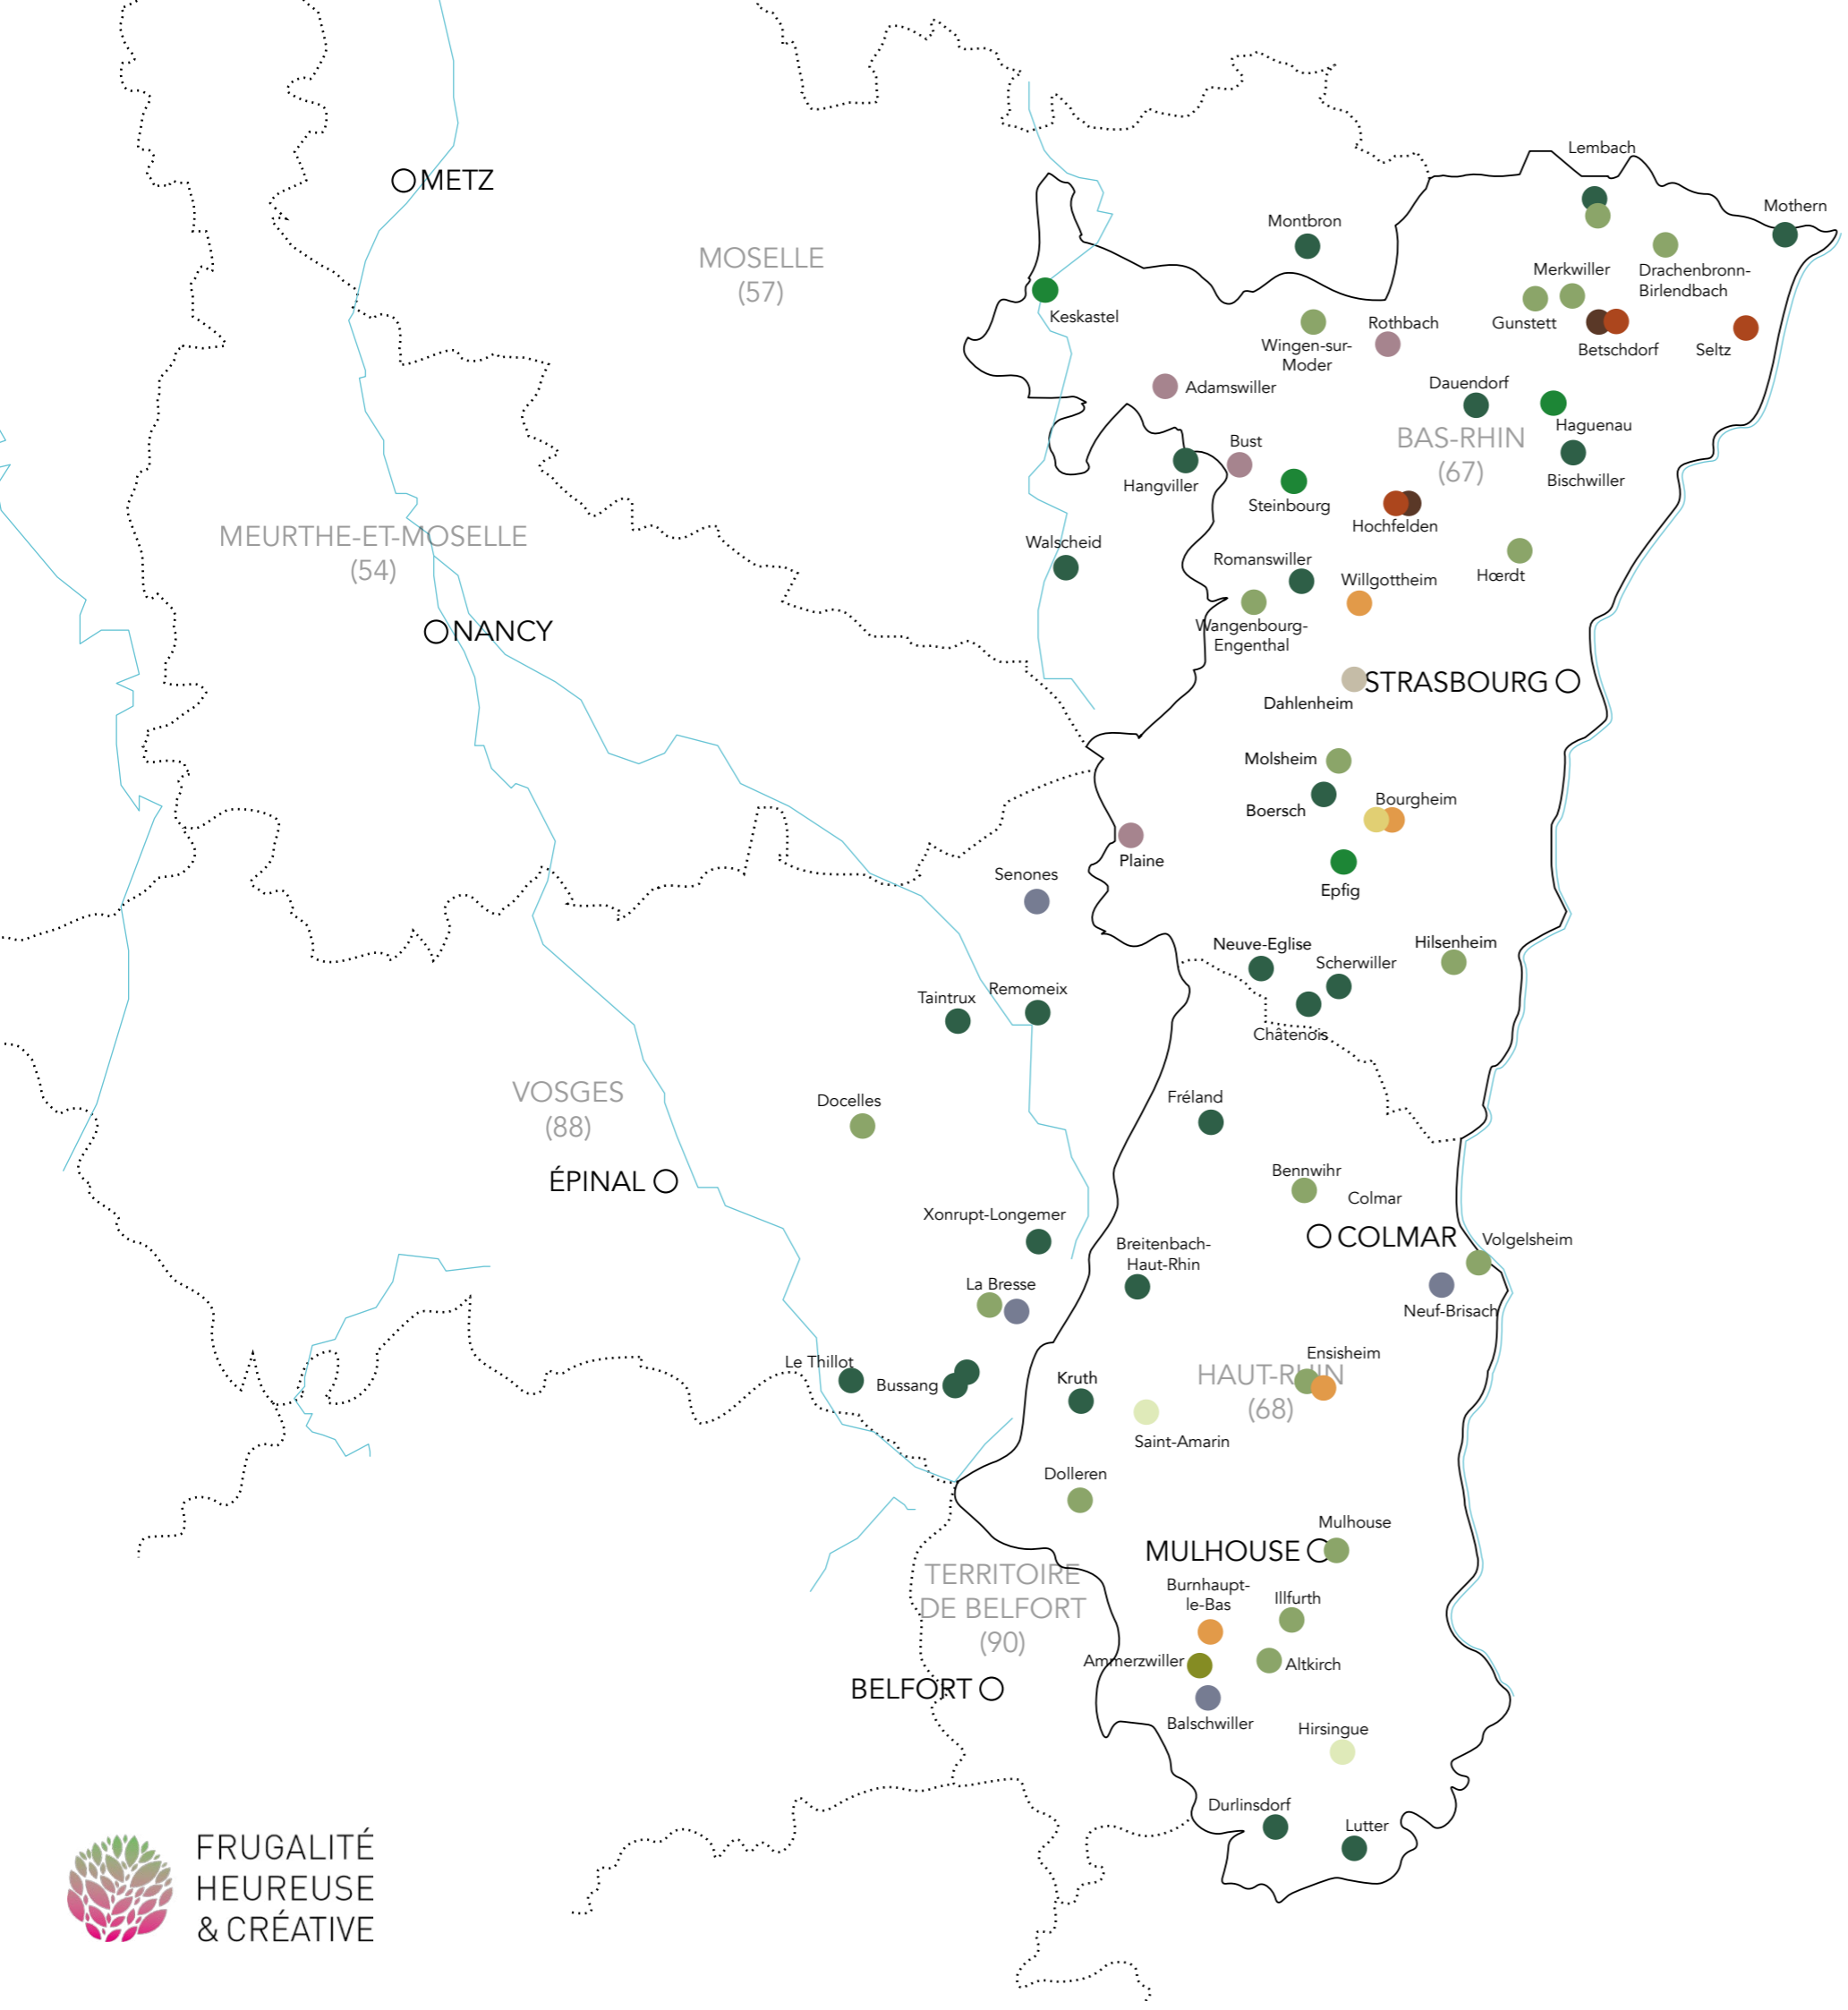 Lembach
METZ
Mothern
Montbron
MOSELLE
(57)
Merkwiller
Drachenbronn-
Birlendbach
Keskastel
Gunstett
Rothbach
Wingen-sur-
Moder
Betschdorf
Seltz
Adamswiller
Dauendorf
Haguenau
BAS-RHIN
(67)
Bust
Bischwiller
Hangviller
Steinbourg
Hochfelden
MEURTHE-ET-MOSELLE
(54)
Walscheid
Romanswiller
Willgottheim
Hœrdt
NANCY
Wangenbourg-
Engenthal
STRASBOURG
Dahlenheim
Molsheim
Bourgheim
Boersch
Plaine
Senones
Epfig
Neuve-Eglise
Hilsenheim
Scherwiller
Taintrux
Remomeix
Châtenois
VOSGES
(88)
Docelles
Fréland
ÉPINAL
Bennwihr
Colmar
Xonrupt-Longemer
COLMAR
Volgelsheim
Breitenbach-
Haut-Rhin
La Bresse
Neuf-Brisach
Ensisheim
Le Thillot
Bussang
Kruth
HAUT-RHIN
(68)
Saint-Amarin
Dolleren
Mulhouse
MULHOUSE
TERRITOIRE
DE BELFORT
(90)
Burnhaupt-
le-Bas
Illfurth
Ammerzwiller
Altkirch
BELFORT
Balschwiller
Hirsingue
Durlinsdorf
Lutter
FRUGALITÉ
HEUREUSE
& CRÉATIVE